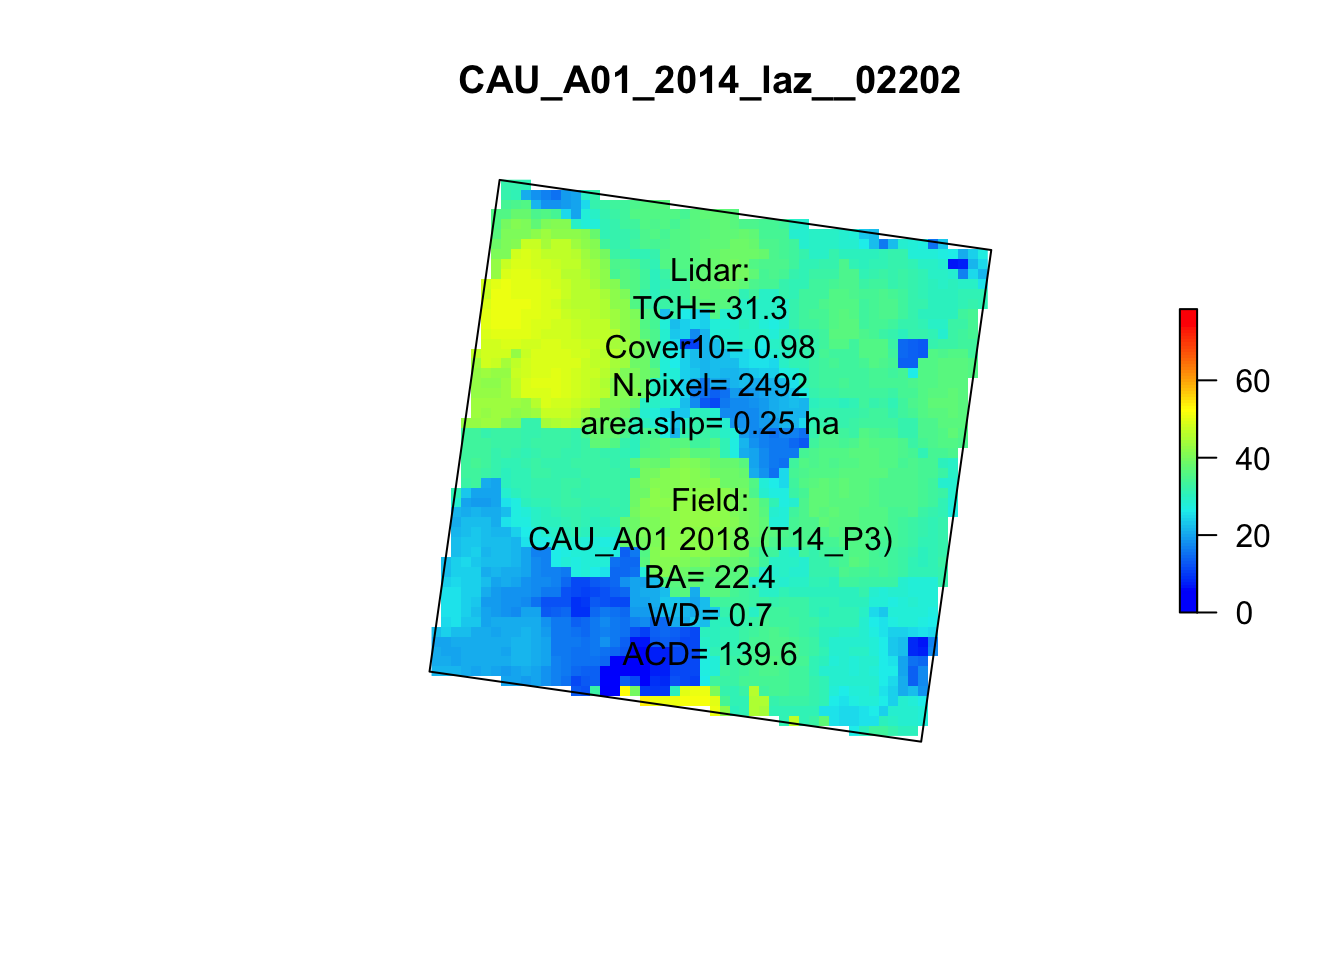 CAU_A01_2014_laz__02202
Lidar:
TCH= 31.3
Cover10= 0.98
N.pixel= 2492
area.shp= 0.25 ha
Field:
CAU_A01 2018 (T14_P3)
BA= 22.4
WD= 0.7
ACD= 139.6
60
40
20
0